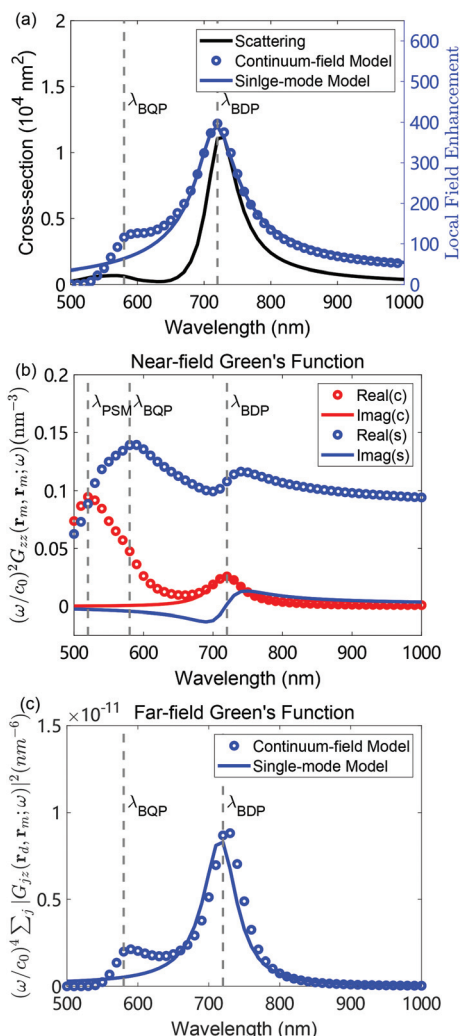 (a)
2
1.5
1
0.5
0
Cross-section (10⁴ nm²)
Scattering
Continuum-field Model
Sinlge-mode Model
λBQP
λBDP
600
500
400
300
200
100
0
Local Field Enhancement
500 600 700 800 900 1000
Wavelength (nm)
(b) Near-field Green's Function
0.2
0.15
0.1
0.05
0
(ω/c₀)²Gzz(rm, rm; ω)(nm⁻³)
λPSM λBQP λBDP
Real(c)
Imag(c)
Real(s)
Imag(s)
500 600 700 800 900 1000
Wavelength (nm)
(c) ×10⁻¹¹ Far-field Green's Function
1.5
1
0.5
0
(ω/c₀)⁴ ∑j |Gjz(rd, rm; ω)|²(nm⁻⁶)
Continuum-field Model
Single-mode Model
λBQP λBDP
500 600 700 800 900 1000
Wavelength (nm)